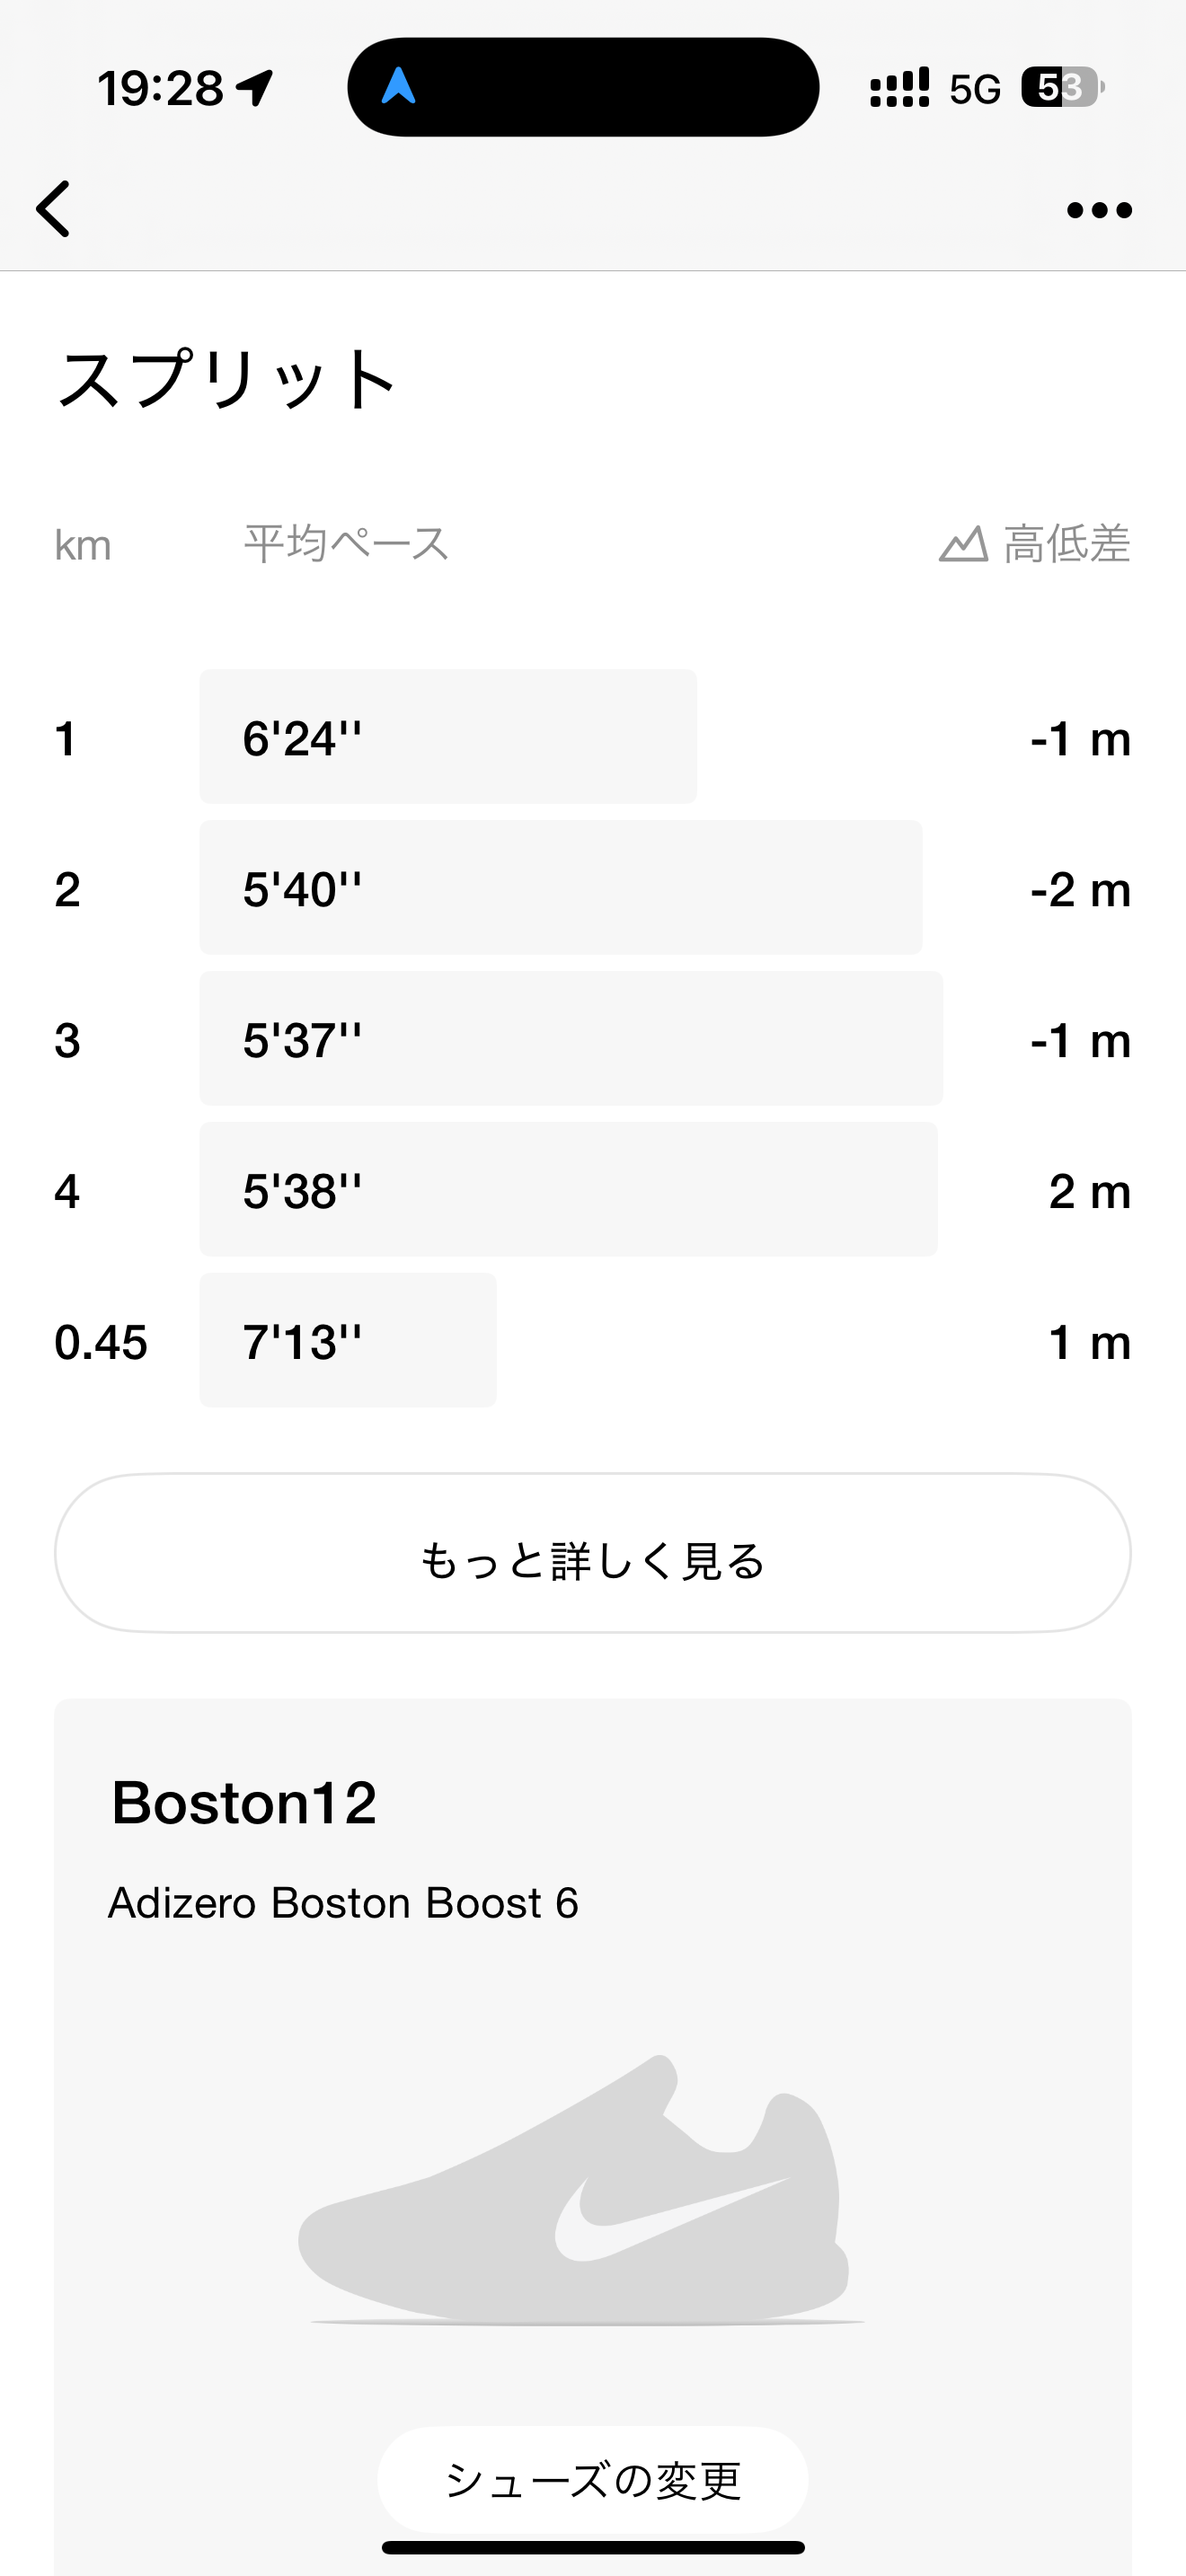 19:28 5G 53
スプリット
km 平均ペース 高低差
1 6'24'' -1 m
2 5'40'' -2 m
3 5'37'' -1 m
4 5'38'' 2 m
0.45 7'13'' 1 m
もっと詳しく見る
Boston12
Adizero Boston Boost 6
シューズの変更